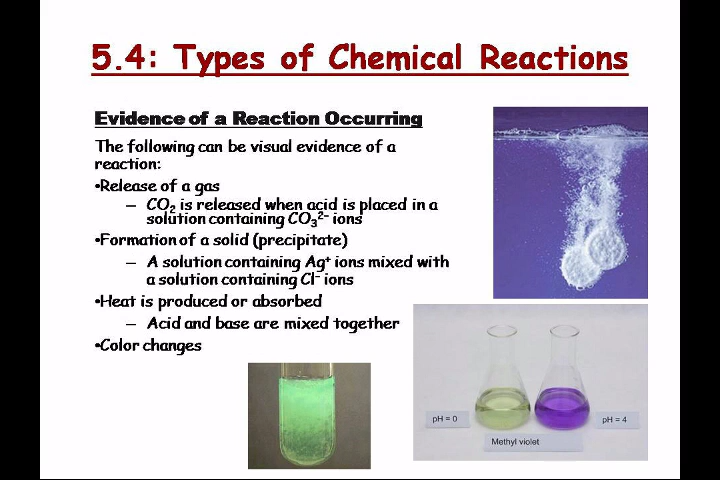 5.4: Types of Chemical Reactions
Evidence of a Reaction Occurring
The following can be visual evidence of a
reaction:
•Release of a gas
– CO₂ is released when acid is placed in a
solution containing CO₃²⁻ ions
•Formation of a solid (precipitate)
– A solution containing Ag⁺ ions mixed with
a solution containing Cl⁻ ions
•Heat is produced or absorbed
– Acid and base are mixed together
•Color changes
pH = 0
pH = 4
Methyl violet